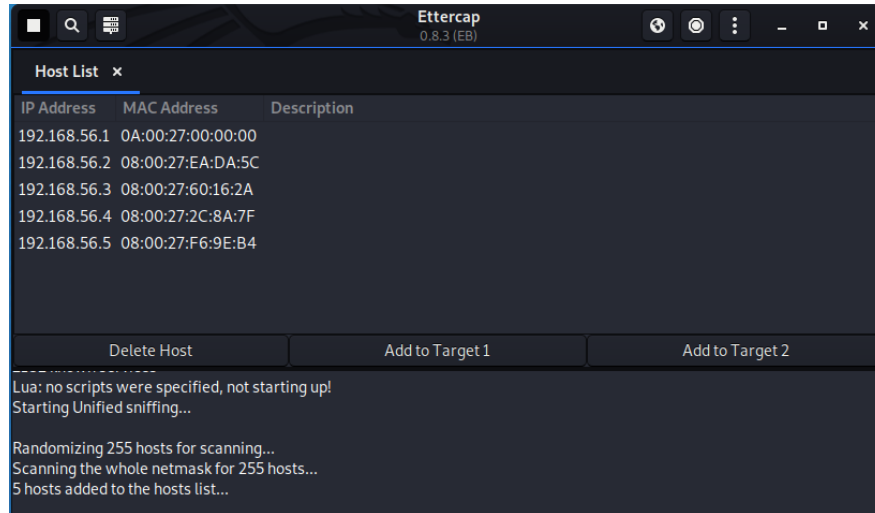 Ettercap
0.8.3 (EB)
Host List ×
IP Address MAC Address Description
192.168.56.1 0A:00:27:00:00:00
192.168.56.2 08:00:27:EA:DA:5C
192.168.56.3 08:00:27:60:16:2A
192.168.56.4 08:00:27:2C:8A:7F
192.168.56.5 08:00:27:F6:9E:B4
Delete Host Add to Target 1 Add to Target 2
Lua: no scripts were specified, not starting up!
Starting Unified sniffing...
Randomizing 255 hosts for scanning...
Scanning the whole netmask for 255 hosts...
5 hosts added to the hosts list...